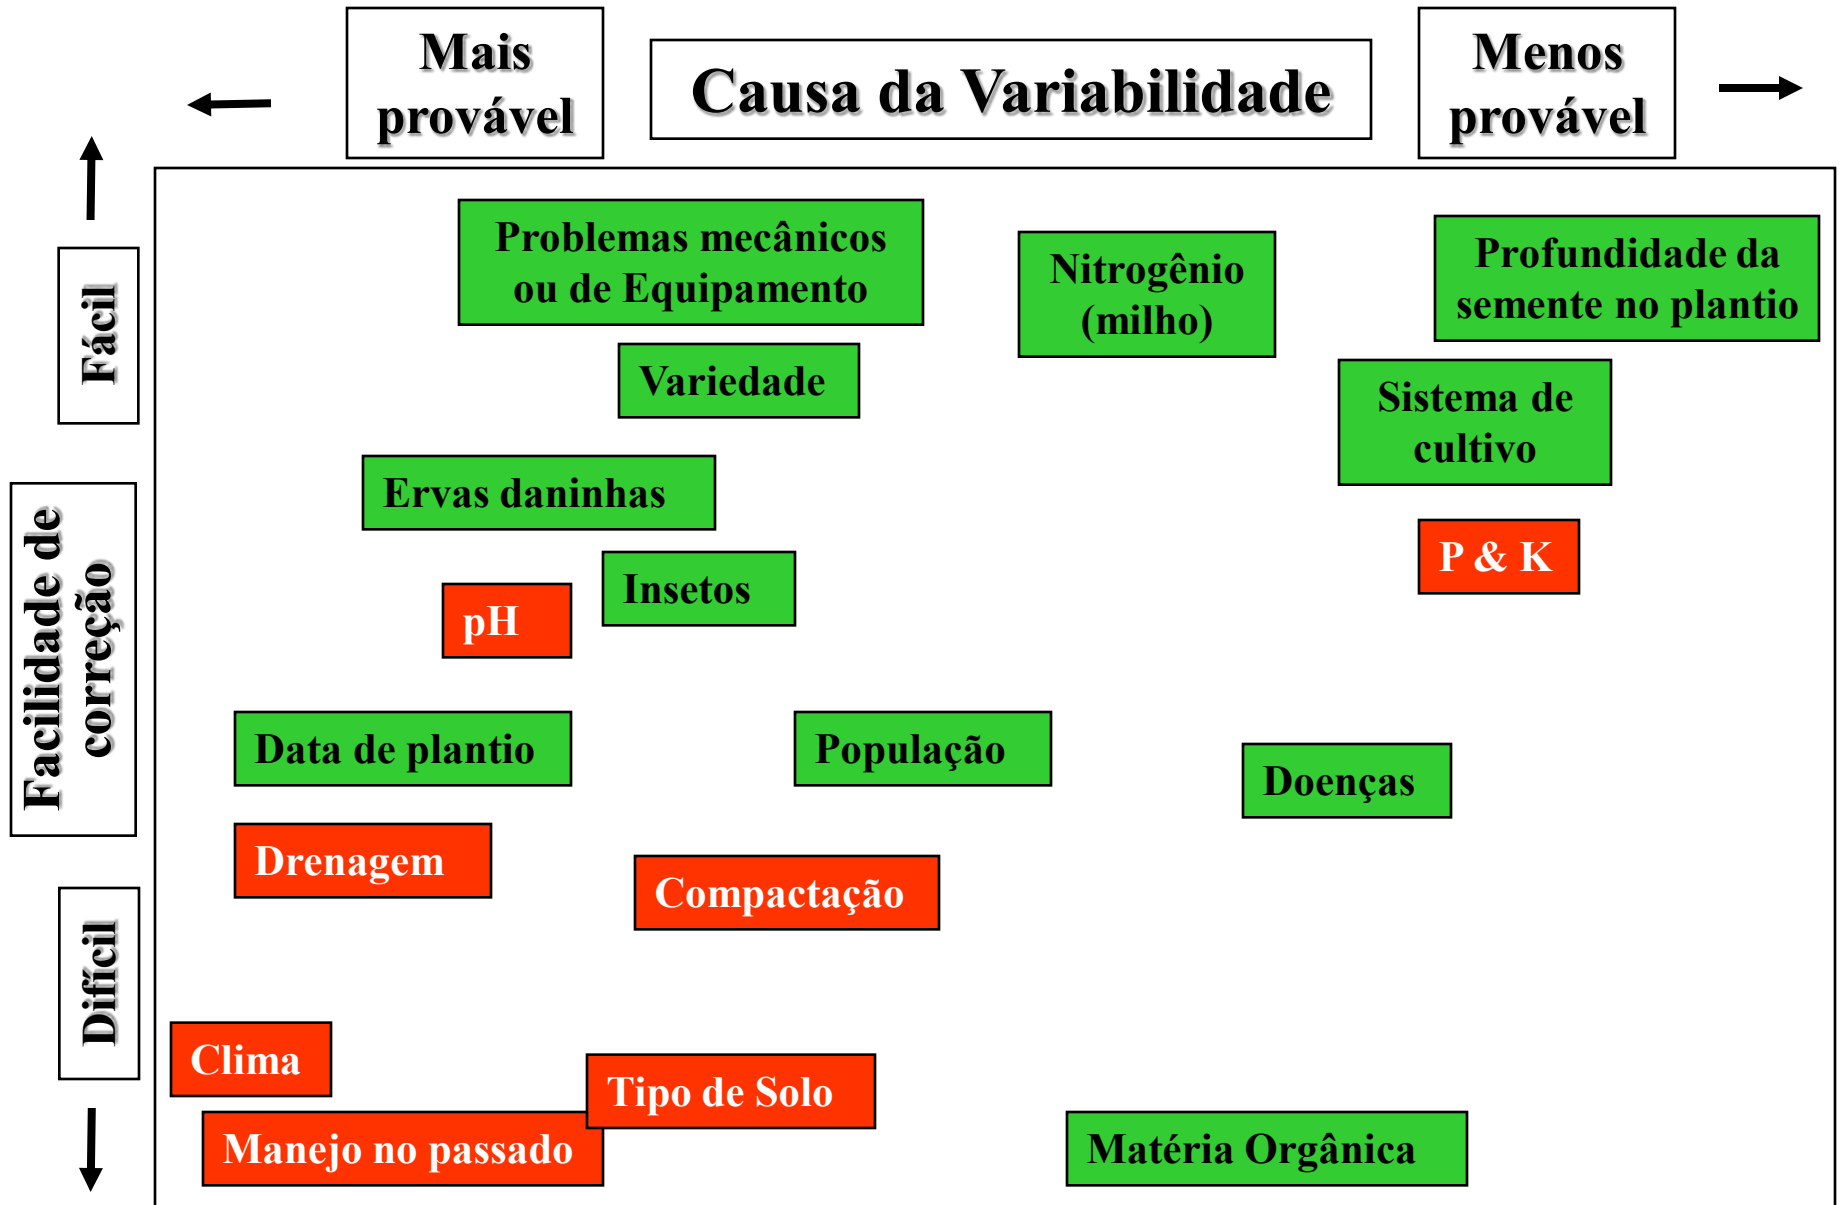 Mais
provável
Causa da Variabilidade
Menos
provável
Fácil
Facilidade de
correção
Difícil
Problemas mecânicos
ou de Equipamento
Nitrogênio
(milho)
Profundidade da
semente no plantio
Variedade
Sistema de
cultivo
Ervas daninhas
P & K
Insetos
pH
Data de plantio
População
Doenças
Drenagem
Compactação
Clima
Tipo de Solo
Manejo no passado
Matéria Orgânica